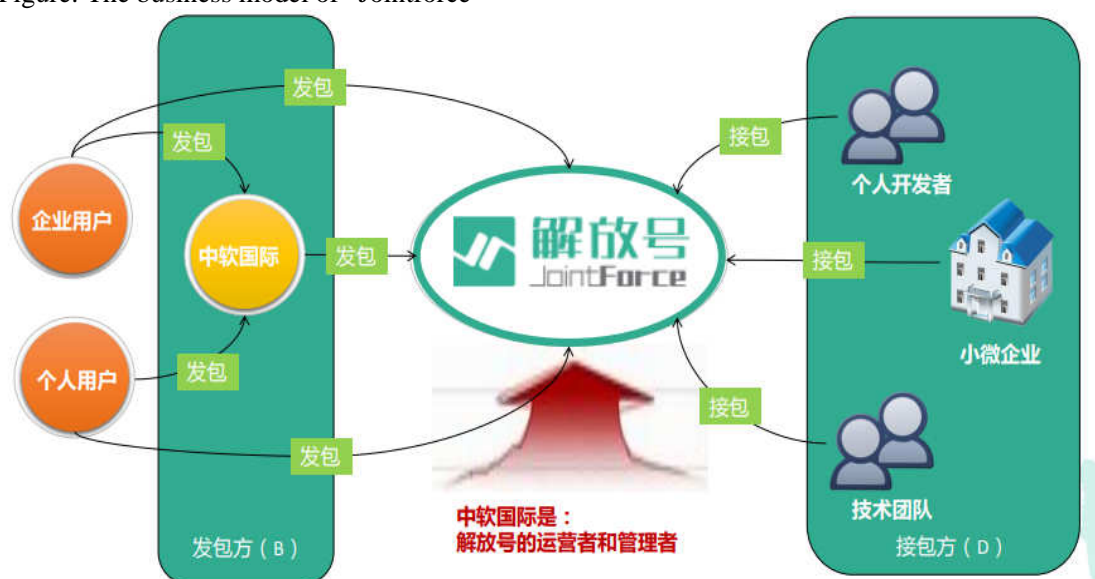 Figure: The business model of "Jointforce"
发包
发包
企业用户
中软国际
发包
个人用户
发包
发包
发包方（B）
解放号
JointForce
中软国际是：
解放号的运营者和管理者
接包
个人开发者
接包
小微企业
接包
技术团队
接包方（D）